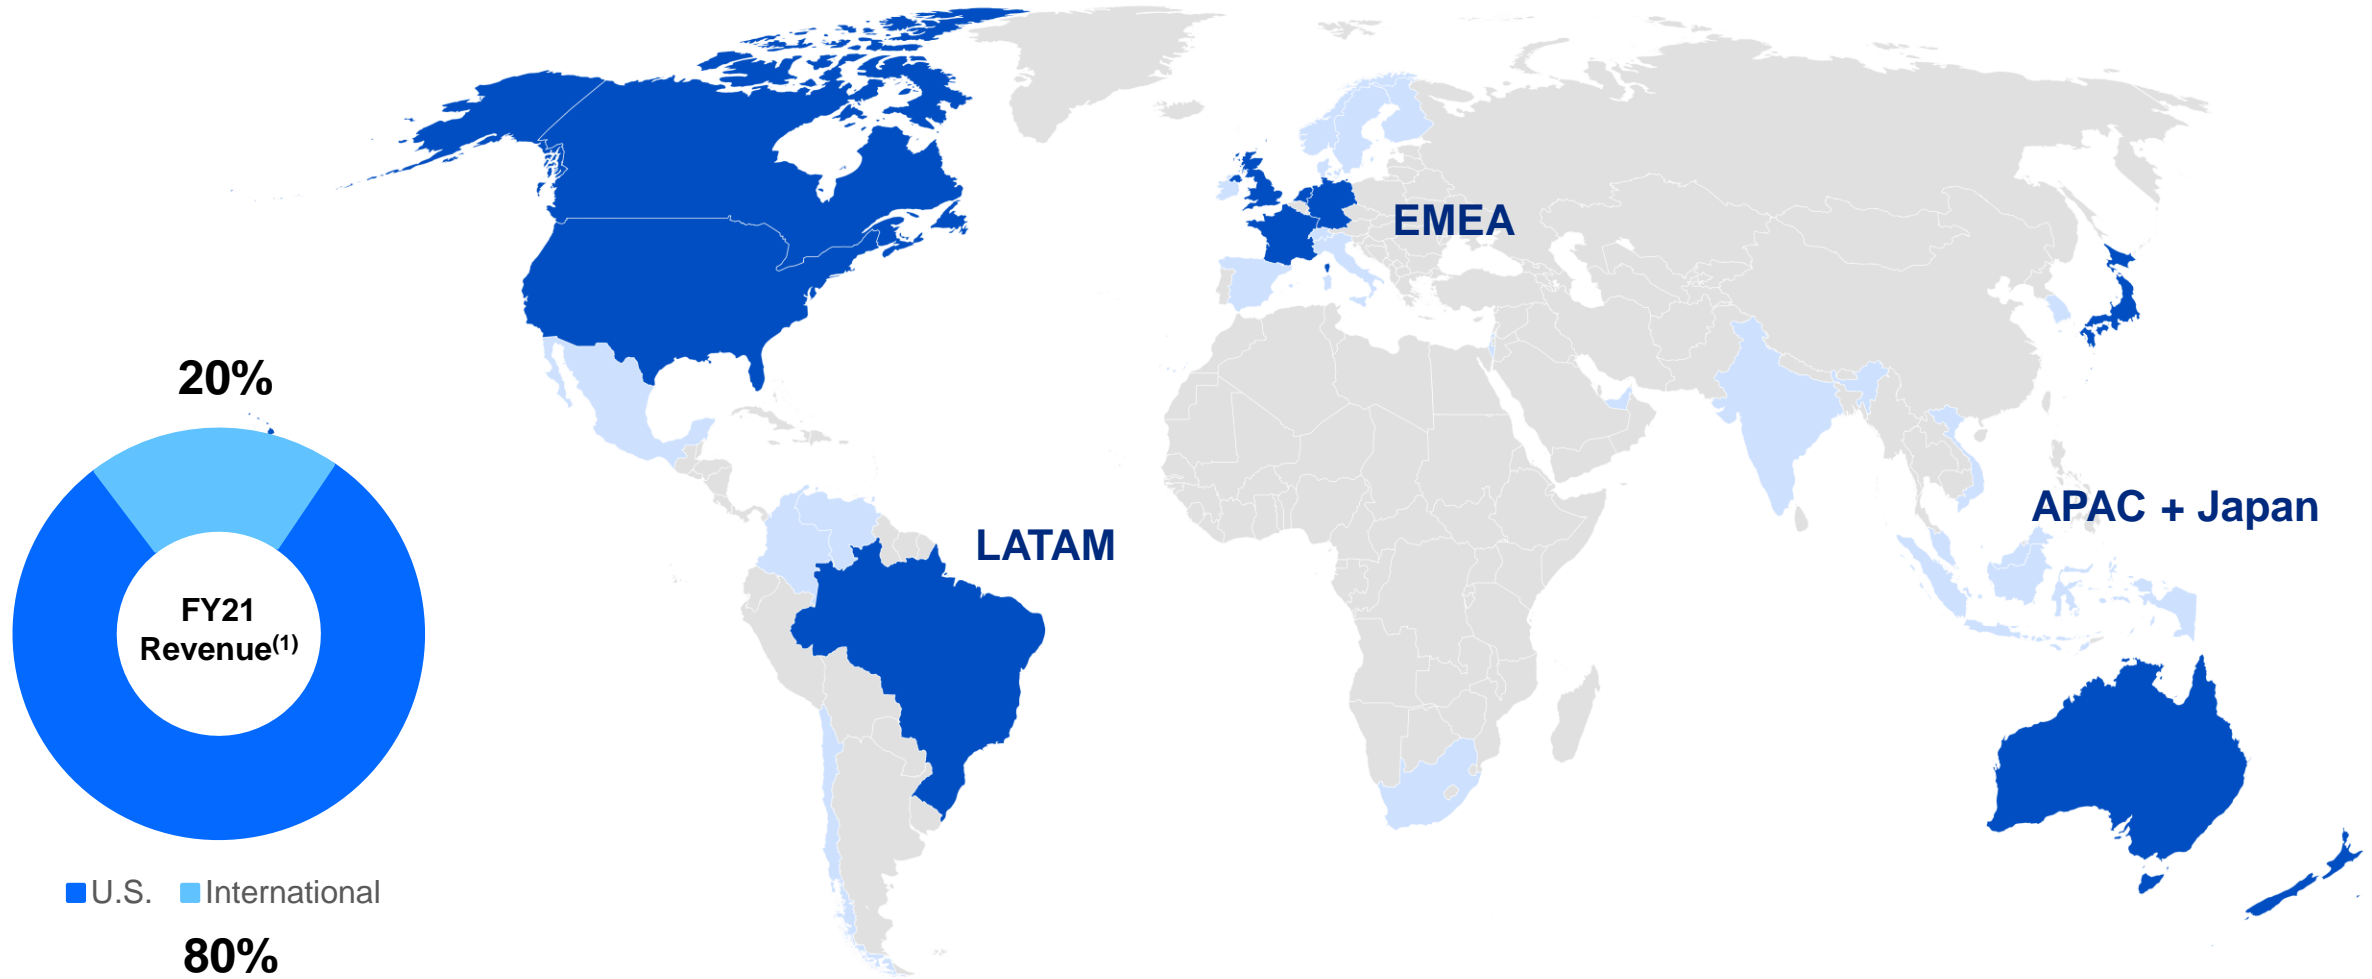 EMEA
20%
APAC + Japan
LATAM
FY21
Revenue(1)
U.S. International
80%